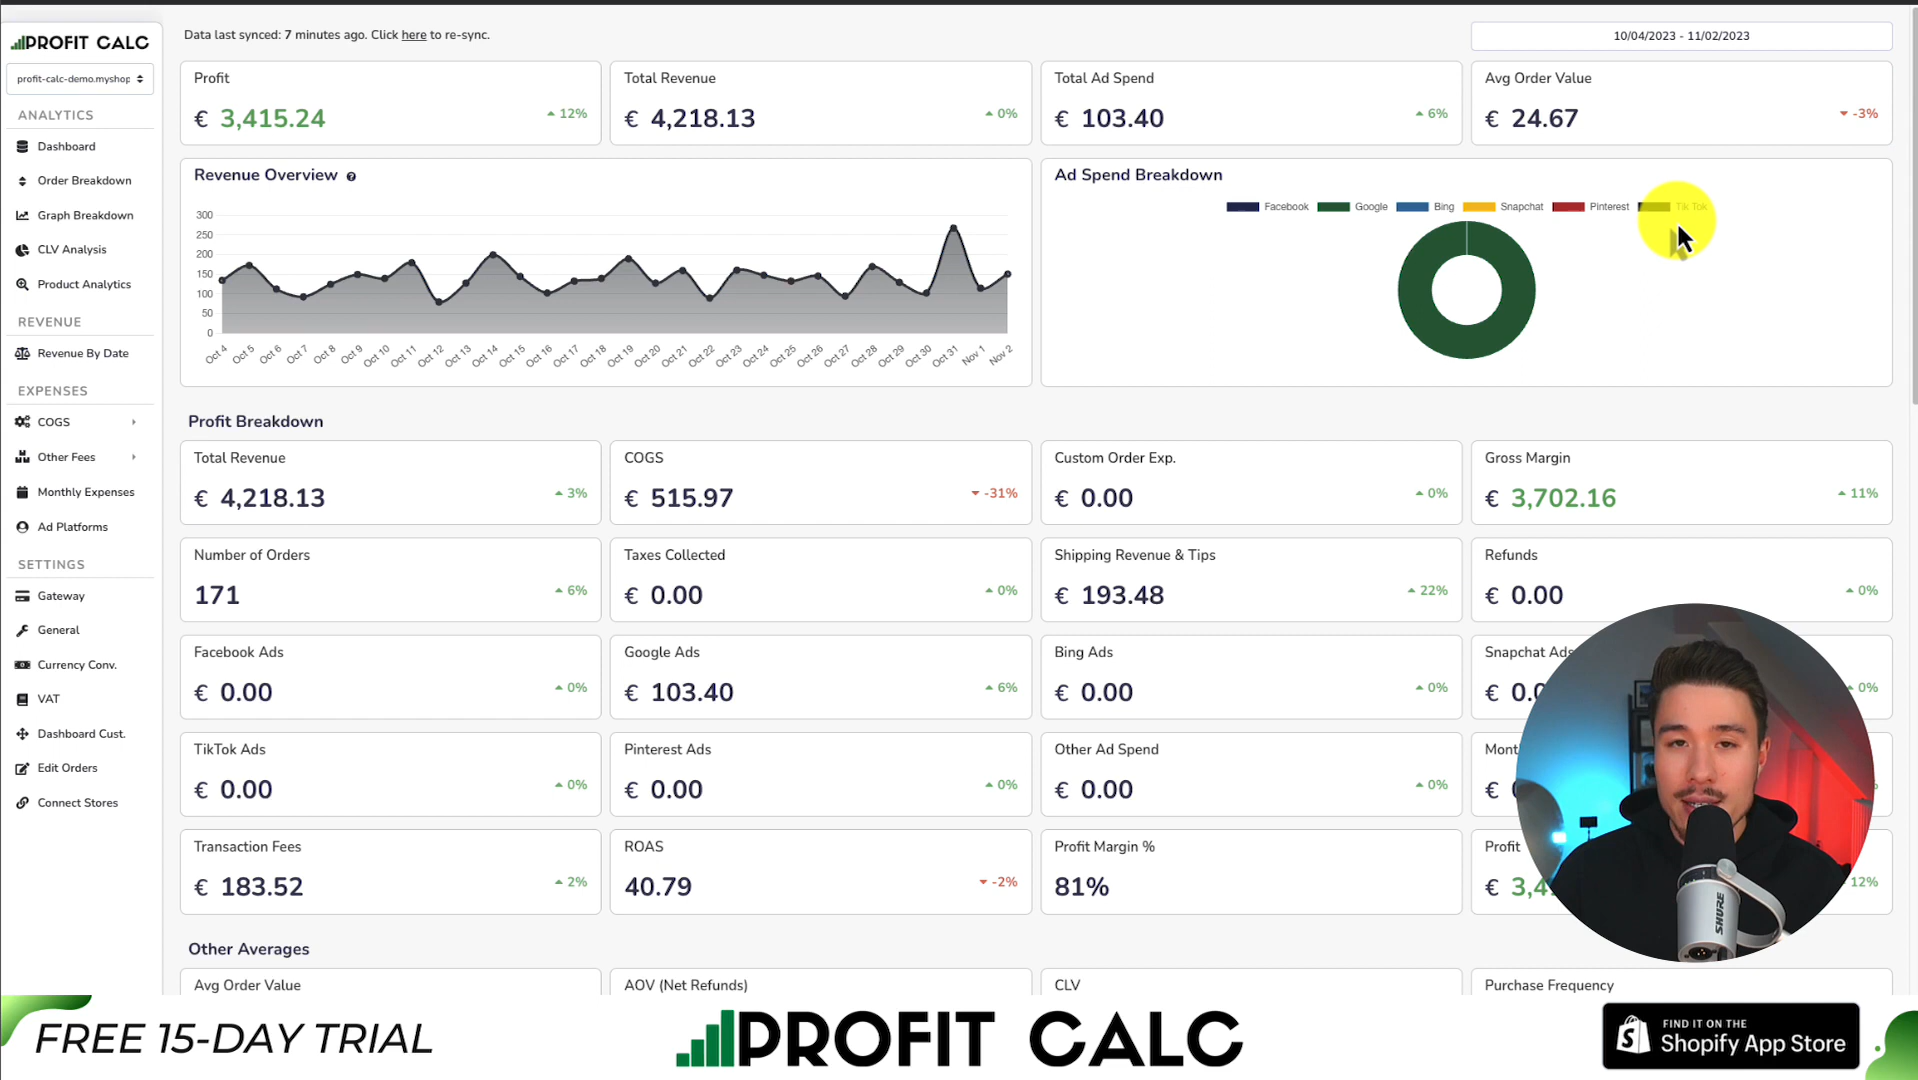 PROFIT CALC
profit-calc-demo.myshop
ANALYTICS
Dashboard
Order Breakdown
Graph Breakdown
CLV Analysis
Product Analytics
REVENUE
Revenue By Date
EXPENSES
COGS
Other Fees
Monthly Expenses
Ad Platforms
SETTINGS
Gateway
General
Currency Conv.
VAT
Dashboard Cust.
Edit Orders
Connect Stores
Data last synced: 7 minutes ago. Click here to re-sync.
10/04/2023 - 11/02/2023
Profit
€ 3,415.24
12%
Total Revenue
€ 4,218.13
0%
Total Ad Spend
€ 103.40
6%
Avg Order Value
€ 24.67
-3%
Revenue Overview
300
250
200
150
100
50
0
Oct 4 Oct 5 Oct 6 Oct 7 Oct 8 Oct 9 Oct 10 Oct 11 Oct 12 Oct 13 Oct 14 Oct 15 Oct 16 Oct 17 Oct 18 Oct 19 Oct 20 Oct 21 Oct 22 Oct 23 Oct 24 Oct 25 Oct 26 Oct 27 Oct 28 Oct 29 Oct 30 Oct 31 Nov 1 Nov 2
Ad Spend Breakdown
Facebook Google Bing Snapchat Pinterest Tik Tok
Profit Breakdown
Total Revenue
€ 4,218.13
3%
COGS
€ 515.97
-31%
Custom Order Exp.
€ 0.00
0%
Gross Margin
€ 3,702.16
11%
Number of Orders
171
6%
Taxes Collected
€ 0.00
0%
Shipping Revenue & Tips
€ 193.48
22%
Refunds
€ 0.00
0%
Facebook Ads
€ 0.00
0%
Google Ads
€ 103.40
6%
Bing Ads
€ 0.00
0%
Snapchat Ads
€ 0.0
0%
TikTok Ads
€ 0.00
0%
Pinterest Ads
€ 0.00
0%
Other Ad Spend
€ 0.00
0%
Mont
€
Transaction Fees
€ 183.52
2%
ROAS
40.79
-2%
Profit Margin %
81%
Profit
€ 3,4
12%
Other Averages
Avg Order Value
AOV (Net Refunds)
CLV
Purchase Frequency
SHURE
FREE 15-DAY TRIAL
PROFIT CALC
FIND IT ON THE
Shopify App Store